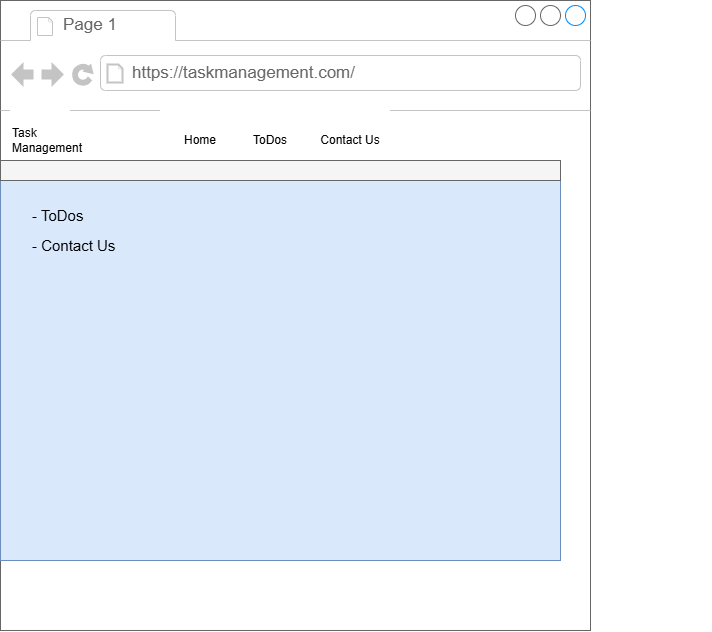 Page 1
https://taskmanagement.com/
Task
Management
Home ToDos Contact Us
- ToDos
- Contact Us